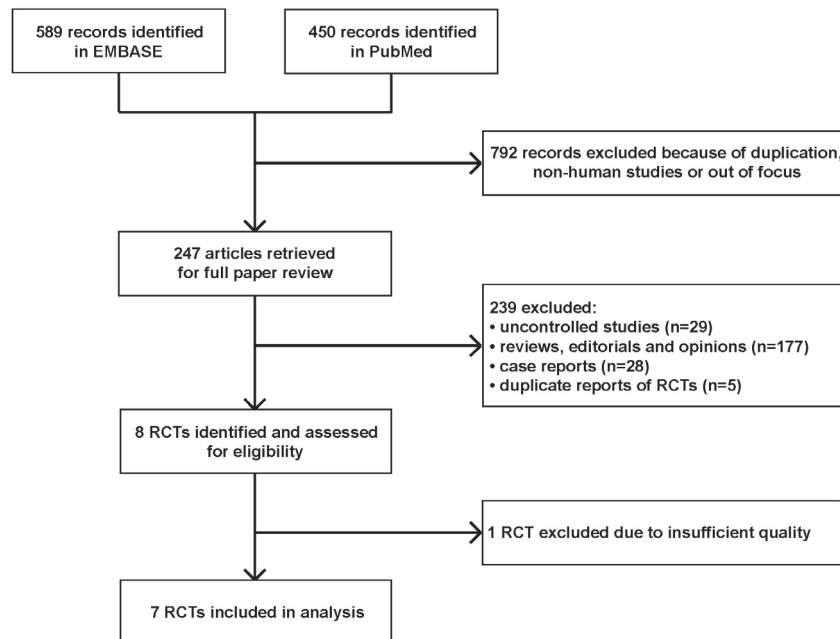 589 records identified
in EMBASE
450 records identified
in PubMed
792 records excluded because of duplication,
non-human studies or out of focus
247 articles retrieved
for full paper review
239 excluded:
• uncontrolled studies (n=29)
• reviews, editorials and opinions (n=177)
• case reports (n=28)
• duplicate reports of RCTs (n=5)
8 RCTs identified and assessed
for eligibility
1 RCT excluded due to insufficient quality
7 RCTs included in analysis